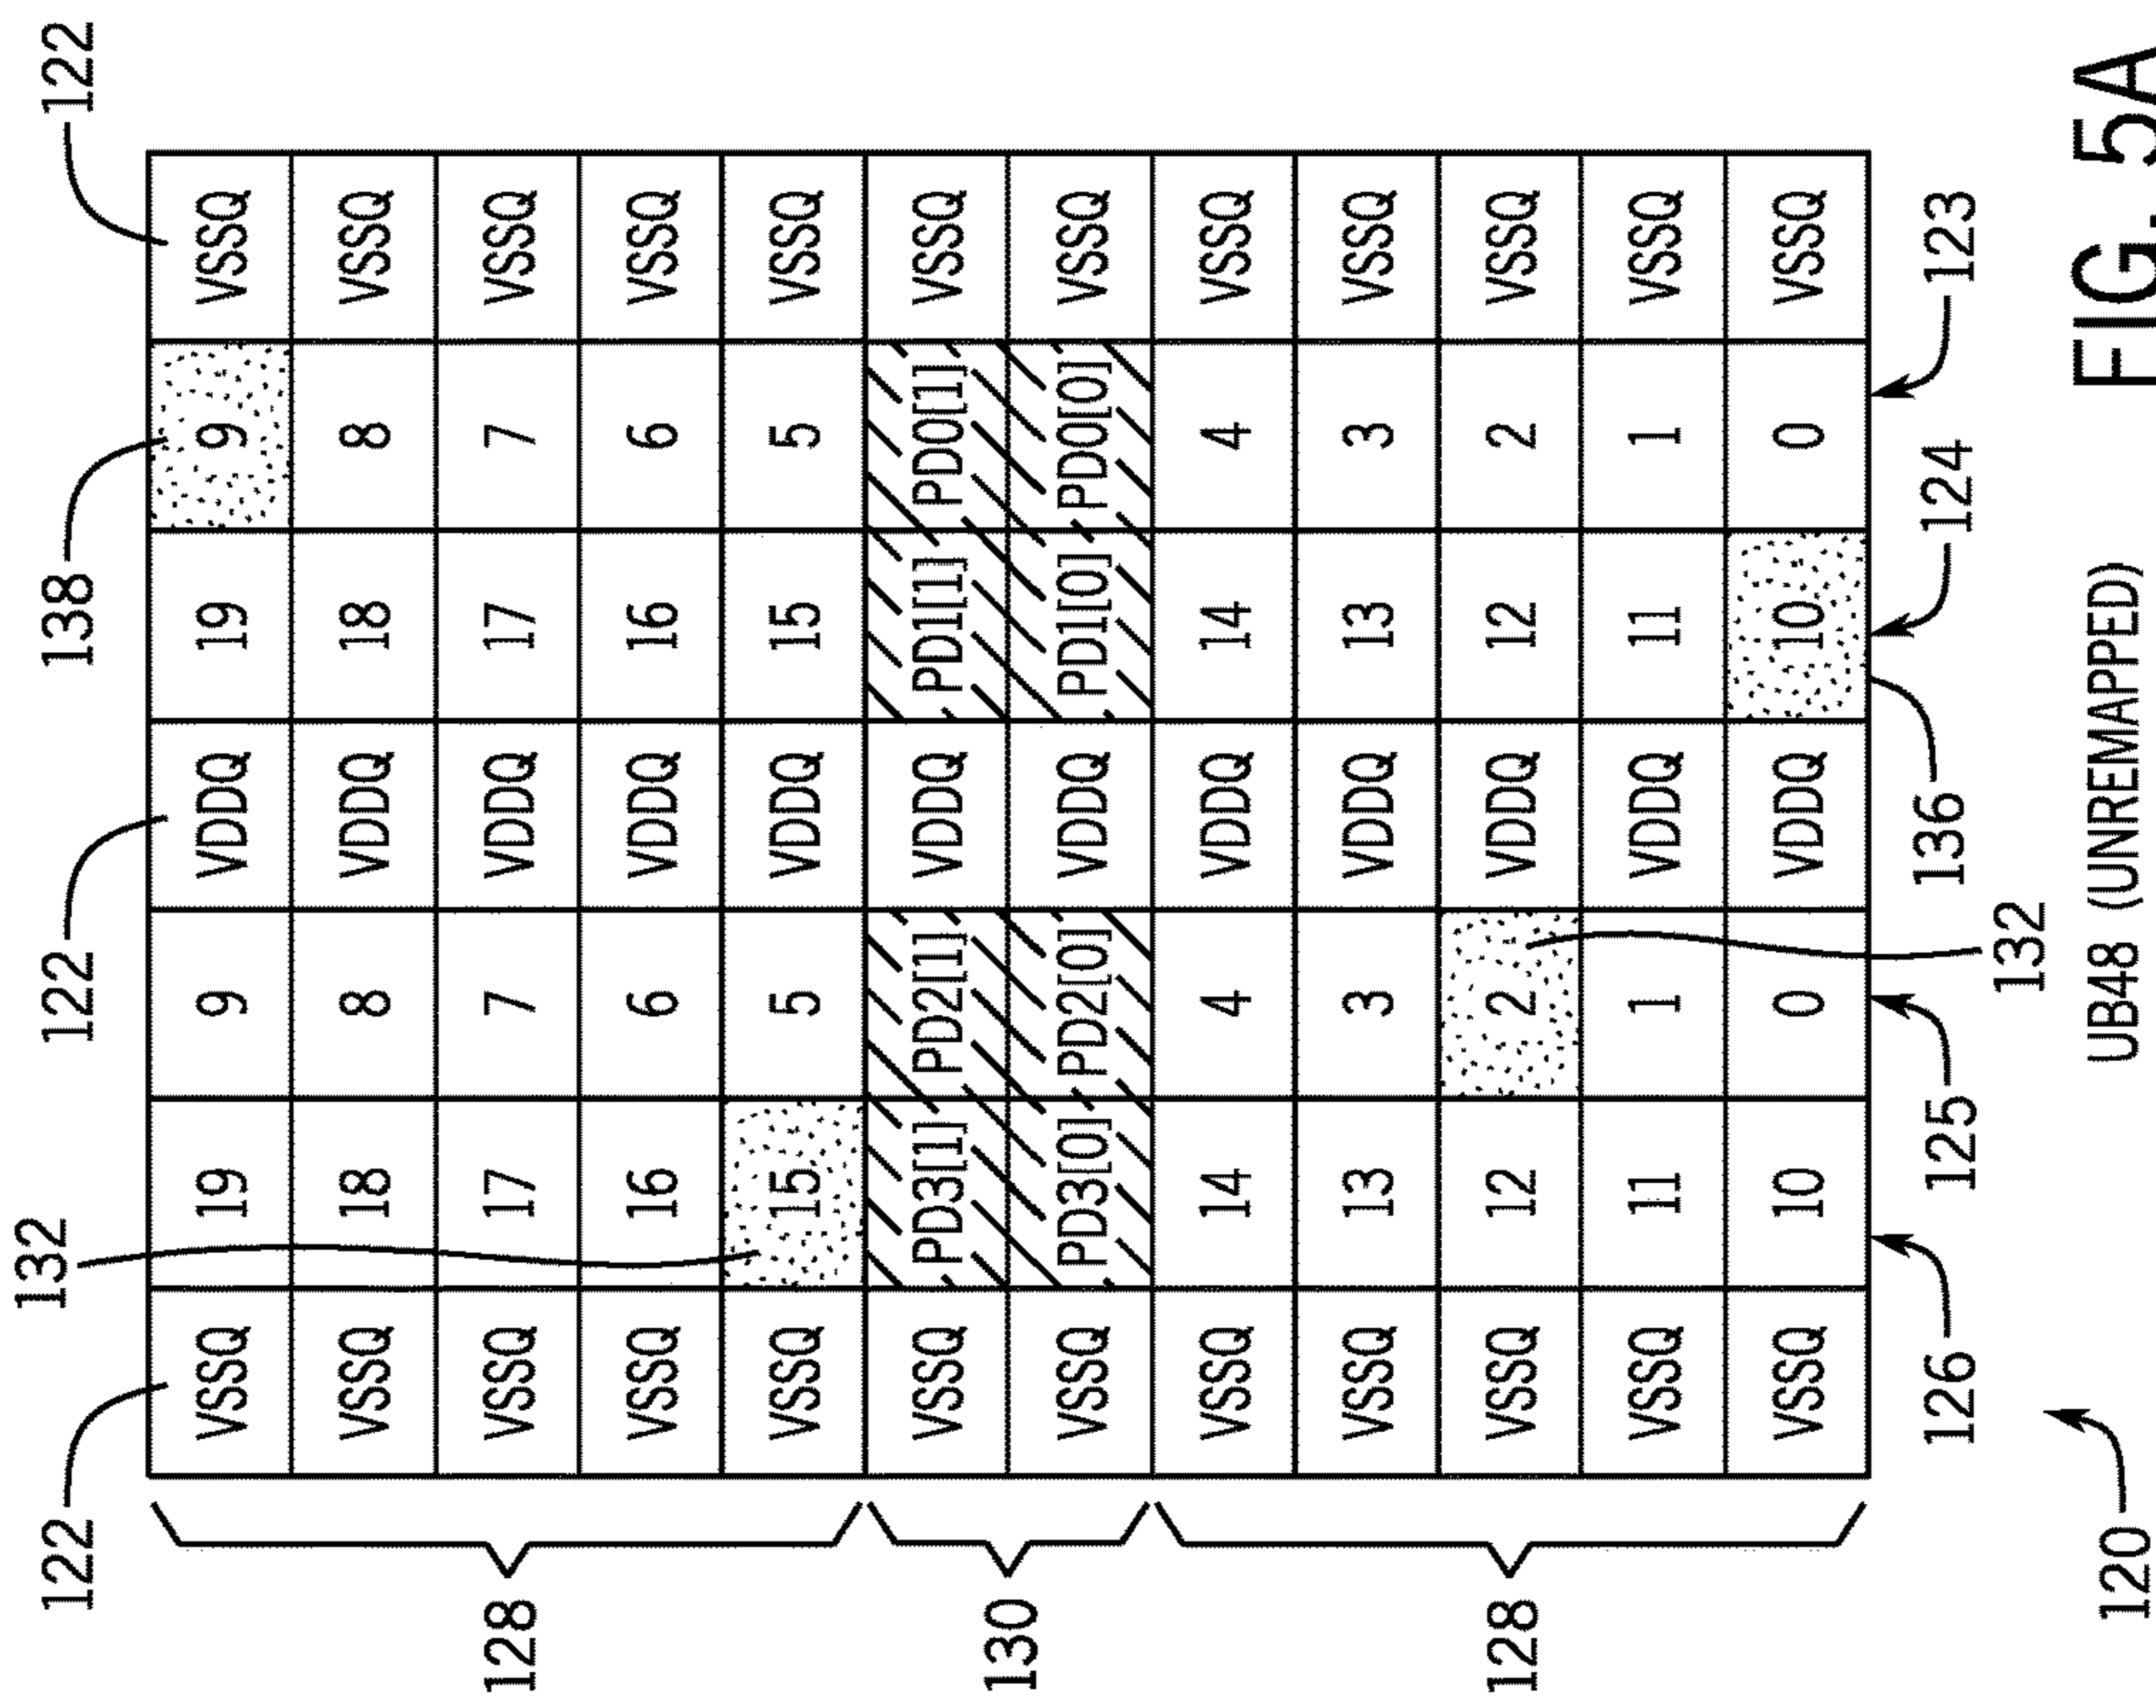 132
122 122 138 122
VSSQ 19 9 VDDQ 19 9 VSSQ
VSSQ 18 8 VDDQ 18 8 VSSQ
128 VSSQ 17 7 VDDQ 17 7 VSSQ
VSSQ 16 6 VDDQ 16 6 VSSQ
VSSQ 15 5 VDDQ 15 5 VSSQ
VSSQ PD3[1] PD2[1] VDDQ PD1[1] PD0[1] VSSQ
130
VSSQ PD3[0] PD2[0] VDDQ PD1[0] PD0[0] VSSQ
VSSQ 14 4 VDDQ 14 4 VSSQ
VSSQ 13 3 VDDQ 13 3 VSSQ
128 VSSQ 12 2 VDDQ 12 2 VSSQ
VSSQ 11 1 VDDQ 11 1 VSSQ
VSSQ 10 0 VDDQ 10 0 VSSQ
126 125 136 124 123
132
120 UB48 (UNREMAPPED)
FIG. 5A